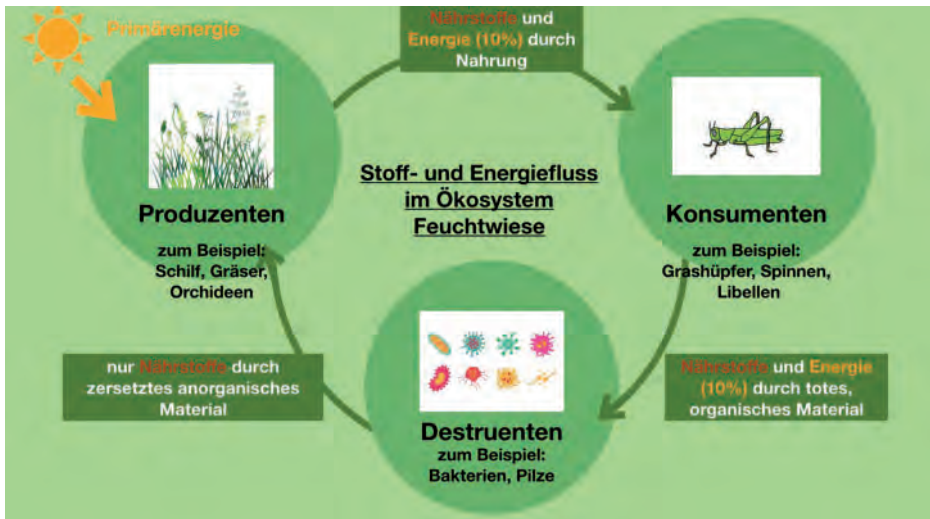 Primärenergie
Nährstoffe und
Energie (10%) durch
Nahrung
Stoff- und Energiefluss
im Ökosystem
Feuchtwiese
Produzenten
zum Beispiel:
Schilf, Gräser,
Orchideen
Konsumenten
zum Beispiel:
Grashüpfer, Spinnen,
Libellen
nur Nährstoffe durch
zersetztes anorganisches
Material
Nährstoffe und Energie
(10%) durch totes,
organisches Material
Destruenten
zum Beispiel:
Bakterien, Pilze